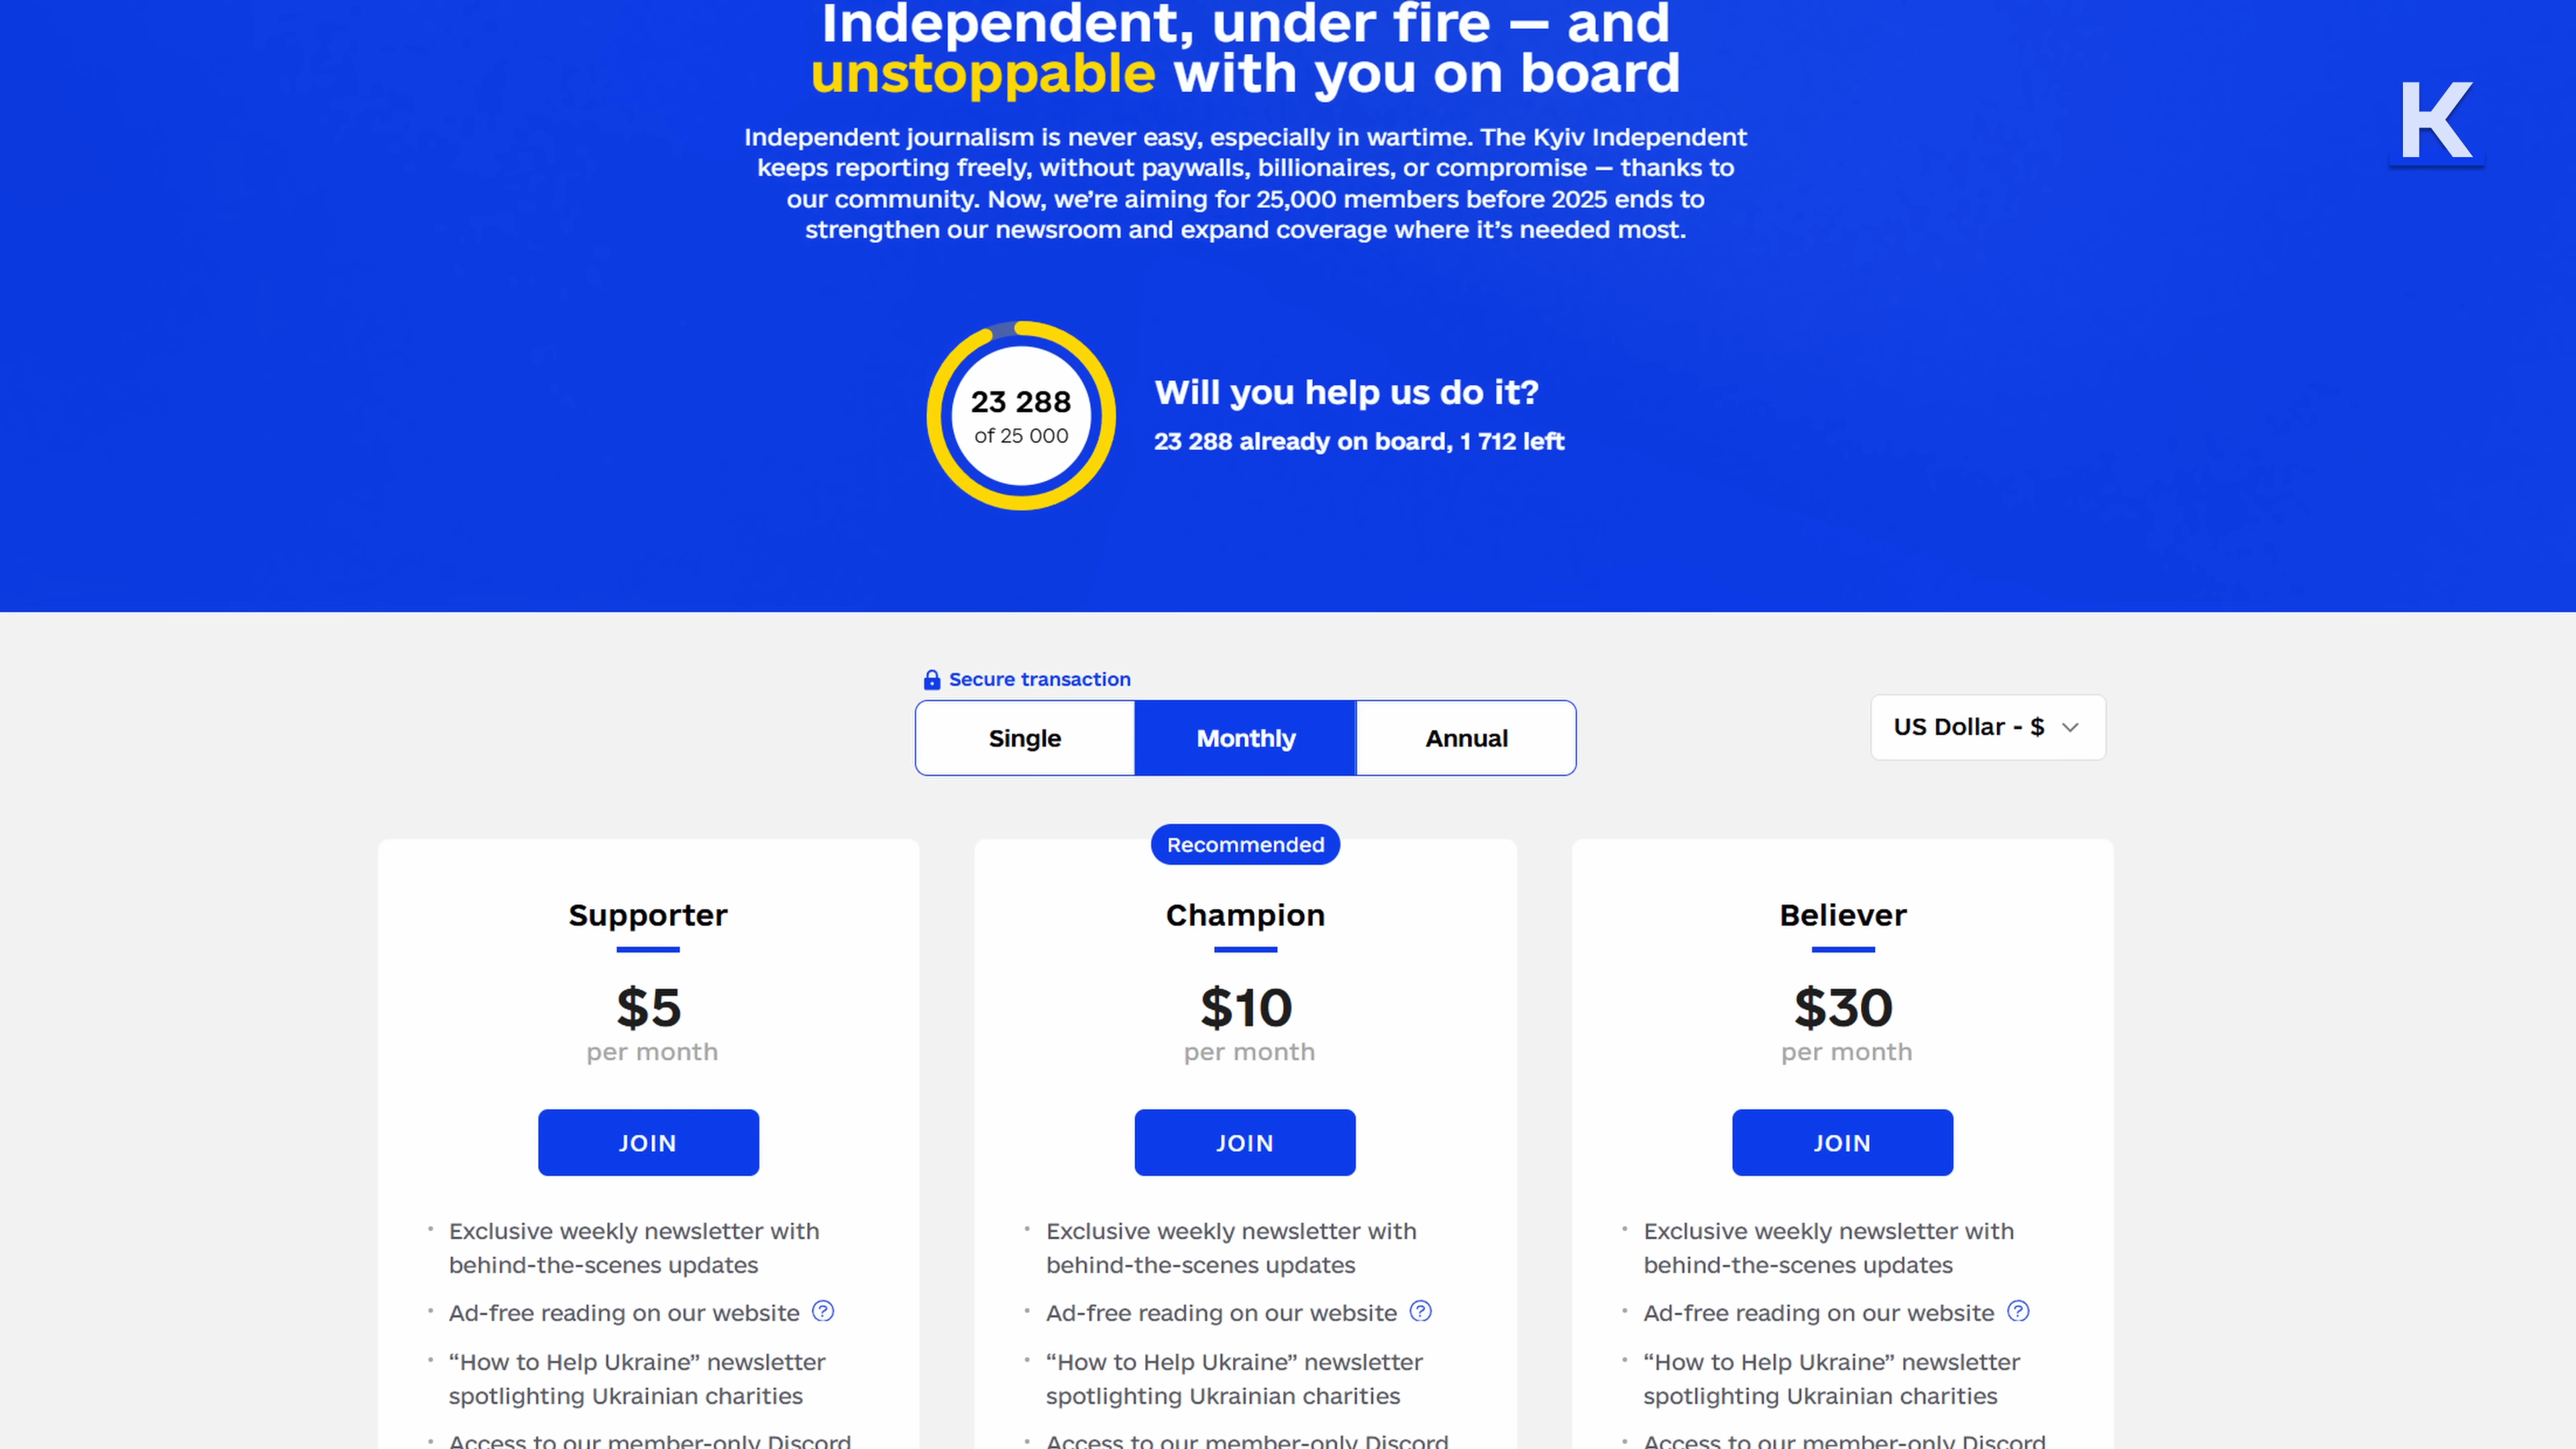 Independent, under fire – and
unstoppable with you on board
K
Independent journalism is never easy, especially in wartime. The Kyiv Independent
keeps reporting freely, without paywalls, billionaires, or compromise – thanks to
our community. Now, we’re aiming for 25,000 members before 2025 ends to
strengthen our newsroom and expand coverage where it’s needed most.
23 288
of 25 000
Will you help us do it?
23 288 already on board, 1 712 left
Secure transaction
Single
Monthly
Annual
US Dollar - $
Supporter
$5
per month
JOIN
Exclusive weekly newsletter with
behind-the-scenes updates
Ad-free reading on our website ?
“How to Help Ukraine” newsletter
spotlighting Ukrainian charities
Access to our member-only Discord
Recommended
Champion
$10
per month
JOIN
Exclusive weekly newsletter with
behind-the-scenes updates
Ad-free reading on our website ?
“How to Help Ukraine” newsletter
spotlighting Ukrainian charities
Access to our member-only Discord
Believer
$30
per month
JOIN
Exclusive weekly newsletter with
behind-the-scenes updates
Ad-free reading on our website ?
“How to Help Ukraine” newsletter
spotlighting Ukrainian charities
Access to our member-only Discord